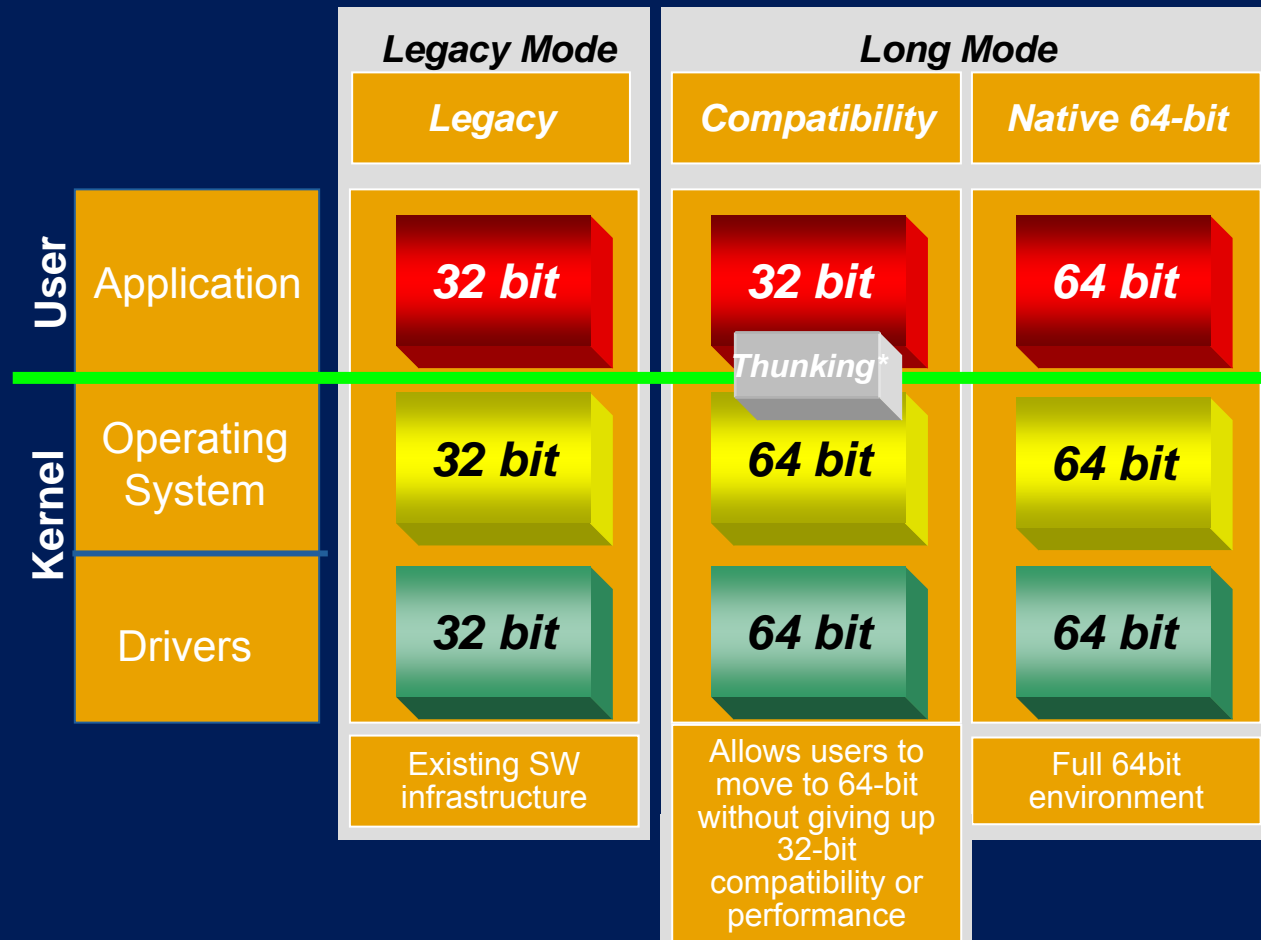 Legacy Mode
Long Mode
Legacy
Compatibility
Native 64-bit
User
Application
32 bit
32 bit
64 bit
Thunking*
Kernel
Operating
System
32 bit
64 bit
64 bit
Drivers
32 bit
64 bit
64 bit
Existing SW
infrastructure
Allows users to
move to 64-bit
without giving up
32-bit
compatibility or
performance
Full 64bit
environment